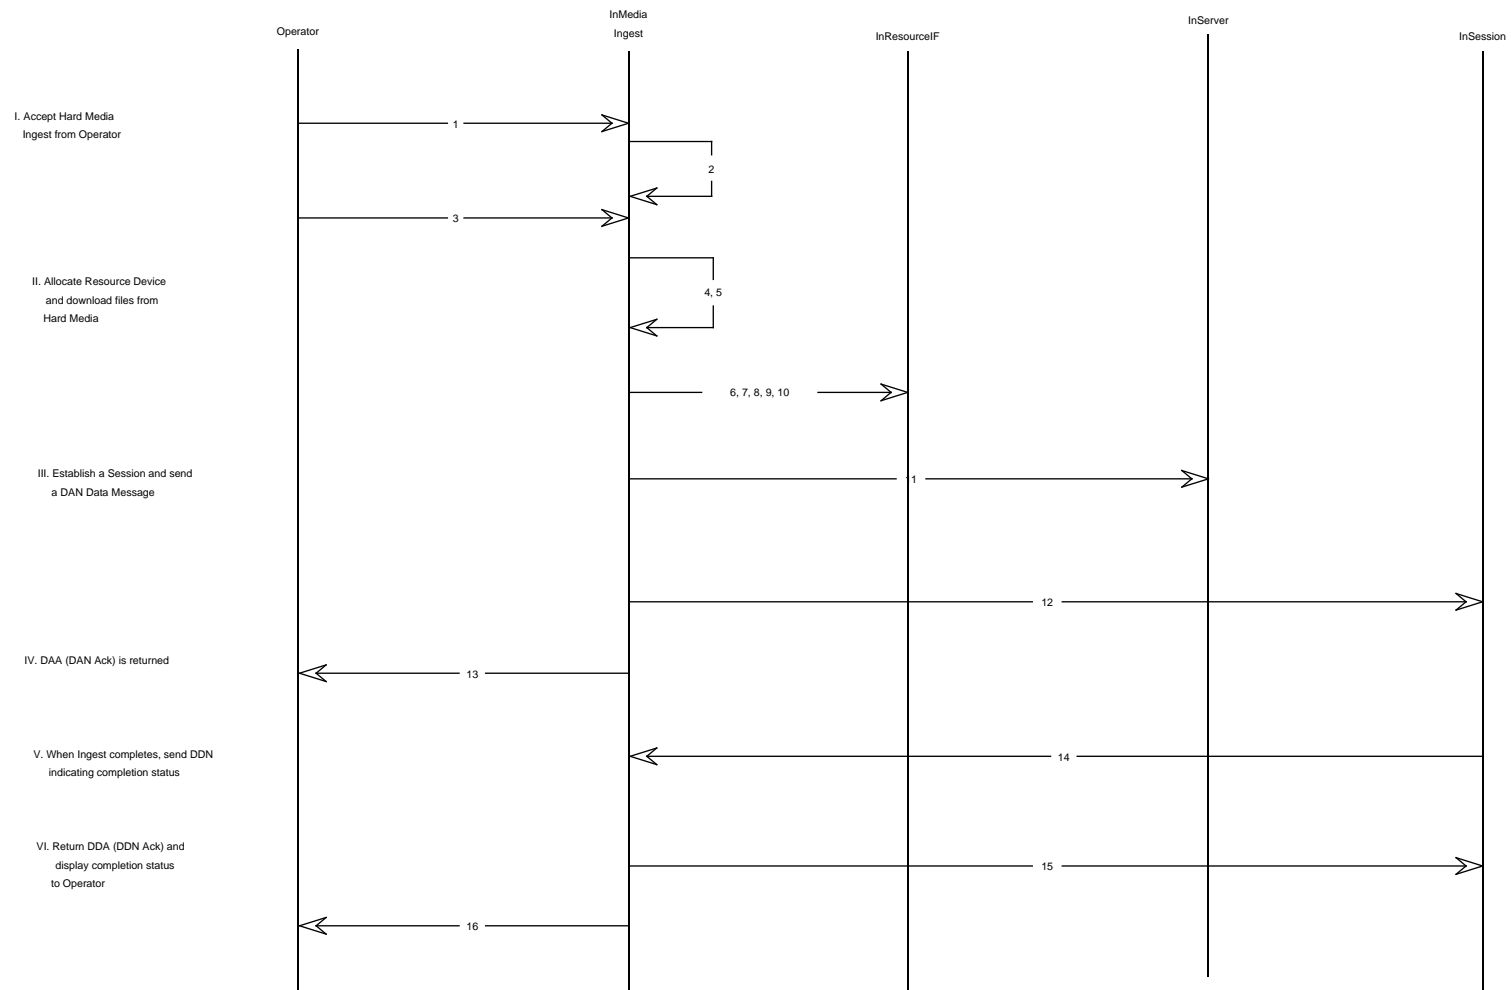 InMedia
Ingest
Operator
InResourceIF
InServer
InSession
I. Accept Hard Media
Ingest from Operator
1
2
3
II. Allocate Resource Device
and download files from
Hard Media
4, 5
6, 7, 8, 9, 10
III. Establish a Session and send
a DAN Data Message
11
12
IV. DAA (DAN Ack) is returned
13
V. When Ingest completes, send DDN
indicating completion status
14
VI. Return DDA (DDN Ack) and
display completion status
to Operator
15
16